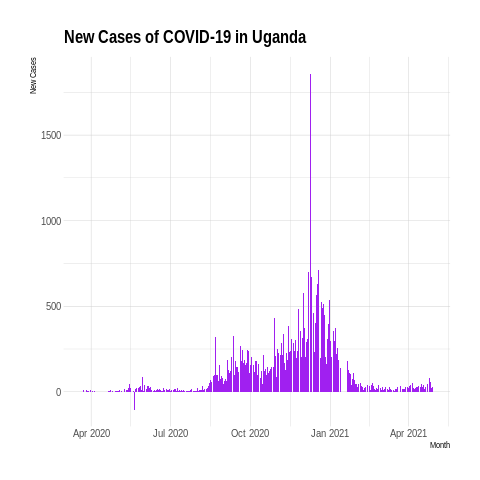 New Cases of COVID-19 in Uganda
New Cases
1500
1000
500
0
Apr 2020 Jul 2020 Oct 2020 Jan 2021 Apr 2021
Month